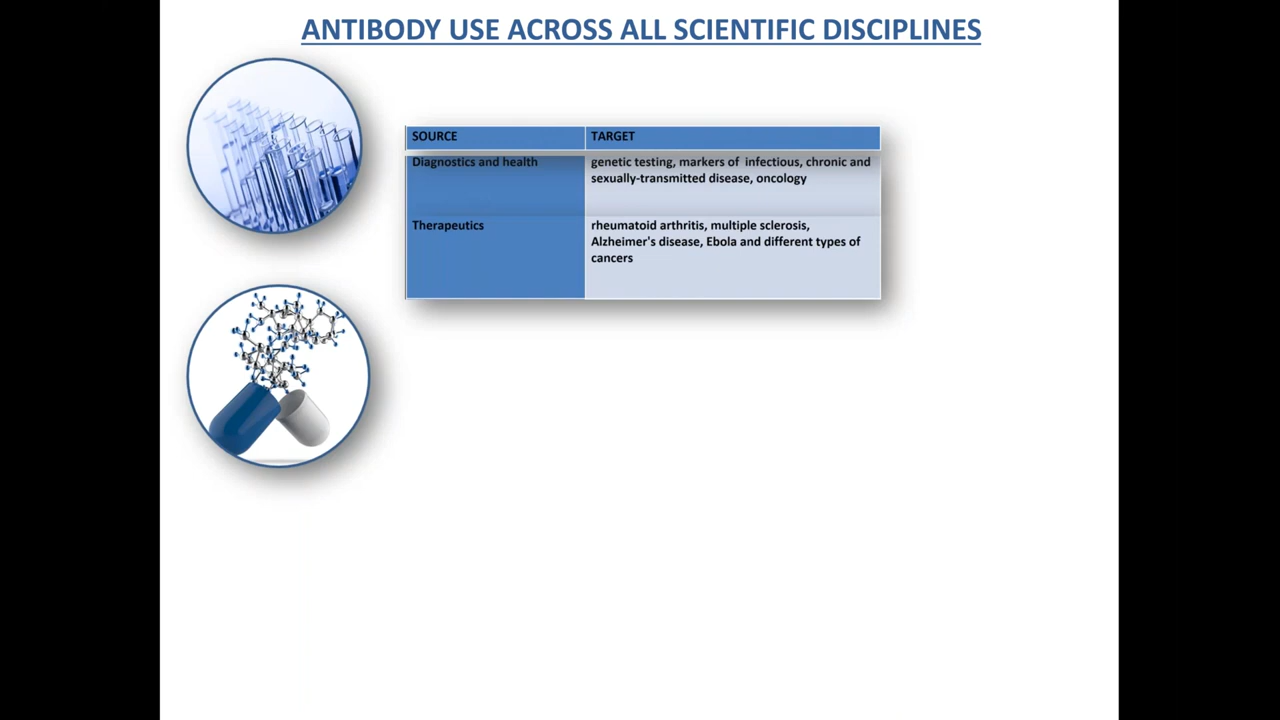 ANTIBODY USE ACROSS ALL SCIENTIFIC DISCIPLINES
SOURCE
TARGET
Diagnostics and health
genetic testing, markers of  infectious, chronic and
sexually-transmitted disease, oncology
Therapeutics
rheumatoid arthritis, multiple sclerosis,
Alzheimer's disease, Ebola and different types of
cancers